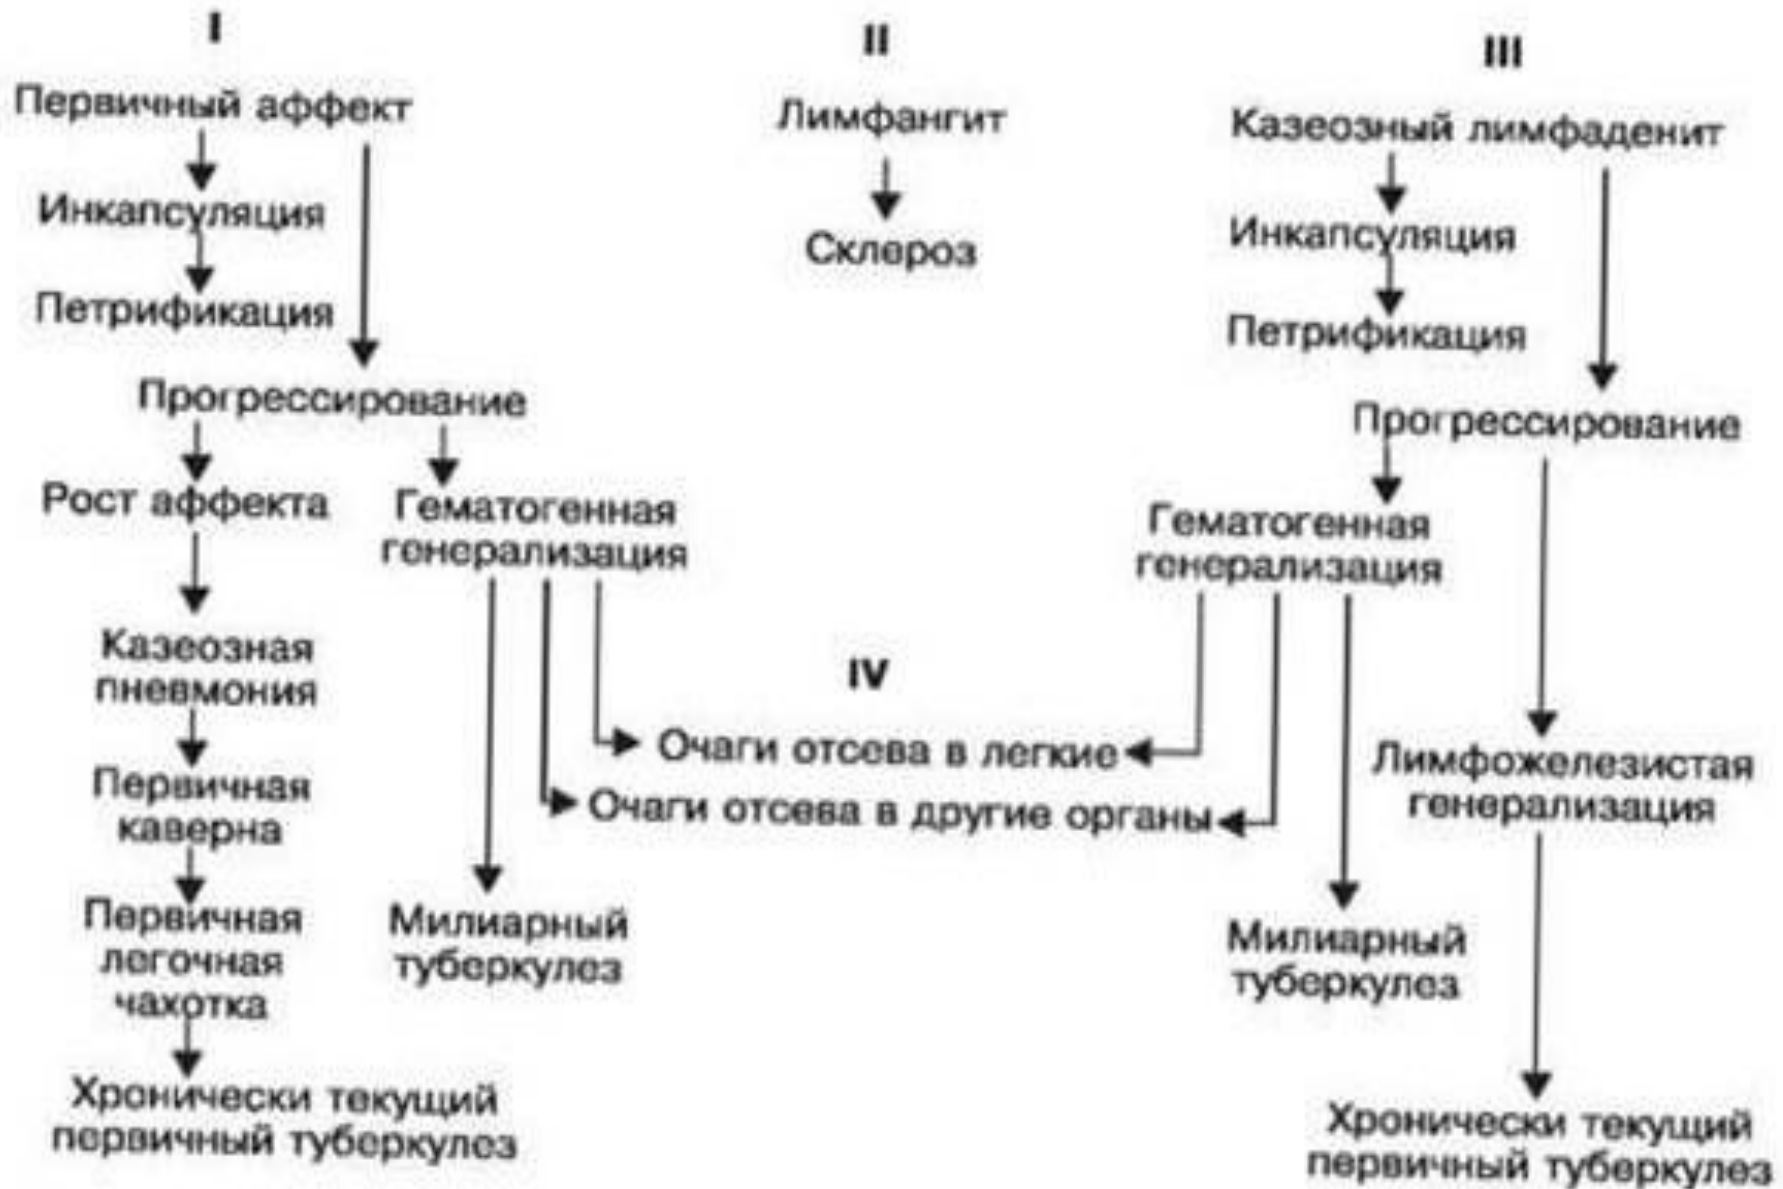 I
Первичный аффект
Инкапсуляция
Петрификация
Прогрессирование
Рост аффекта
Гематогенная
генерализация
Казеозная
пневмония
Первичная
каверна
Первичная
легочная
чахотка
Хронически текущий
первичный туберкулез
Милиарный
туберкулез
II
Лимфангит
Склероз
IV
Очаги отсева в легкие
Очаги отсева в другие органы
III
Казеозный лимфаденит
Инкапсуляция
Петрификация
Прогрессирование
Гематогенная
генерализация
Милиарный
туберкулез
Лимфожелезистая
генерализация
Хронически текущий
первичный туберкулез